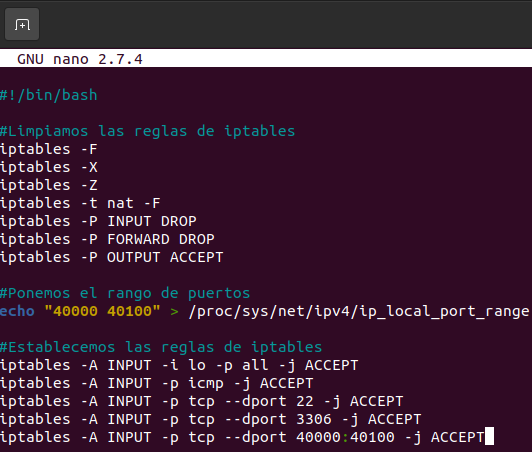 GNU nano 2.7.4
#!/bin/bash
#Limpiamos las reglas de iptables
iptables -F
iptables -X
iptables -Z
iptables -t nat -F
iptables -P INPUT DROP
iptables -P FORWARD DROP
iptables -P OUTPUT ACCEPT
#Ponemos el rango de puertos
echo "40000 40100" > /proc/sys/net/ipv4/ip_local_port_range
#Establecemos las reglas de iptables
iptables -A INPUT -i lo -p all -j ACCEPT
iptables -A INPUT -p icmp -j ACCEPT
iptables -A INPUT -p tcp --dport 22 -j ACCEPT
iptables -A INPUT -p tcp --dport 3306 -j ACCEPT
iptables -A INPUT -p tcp --dport 40000:40100 -j ACCEPT